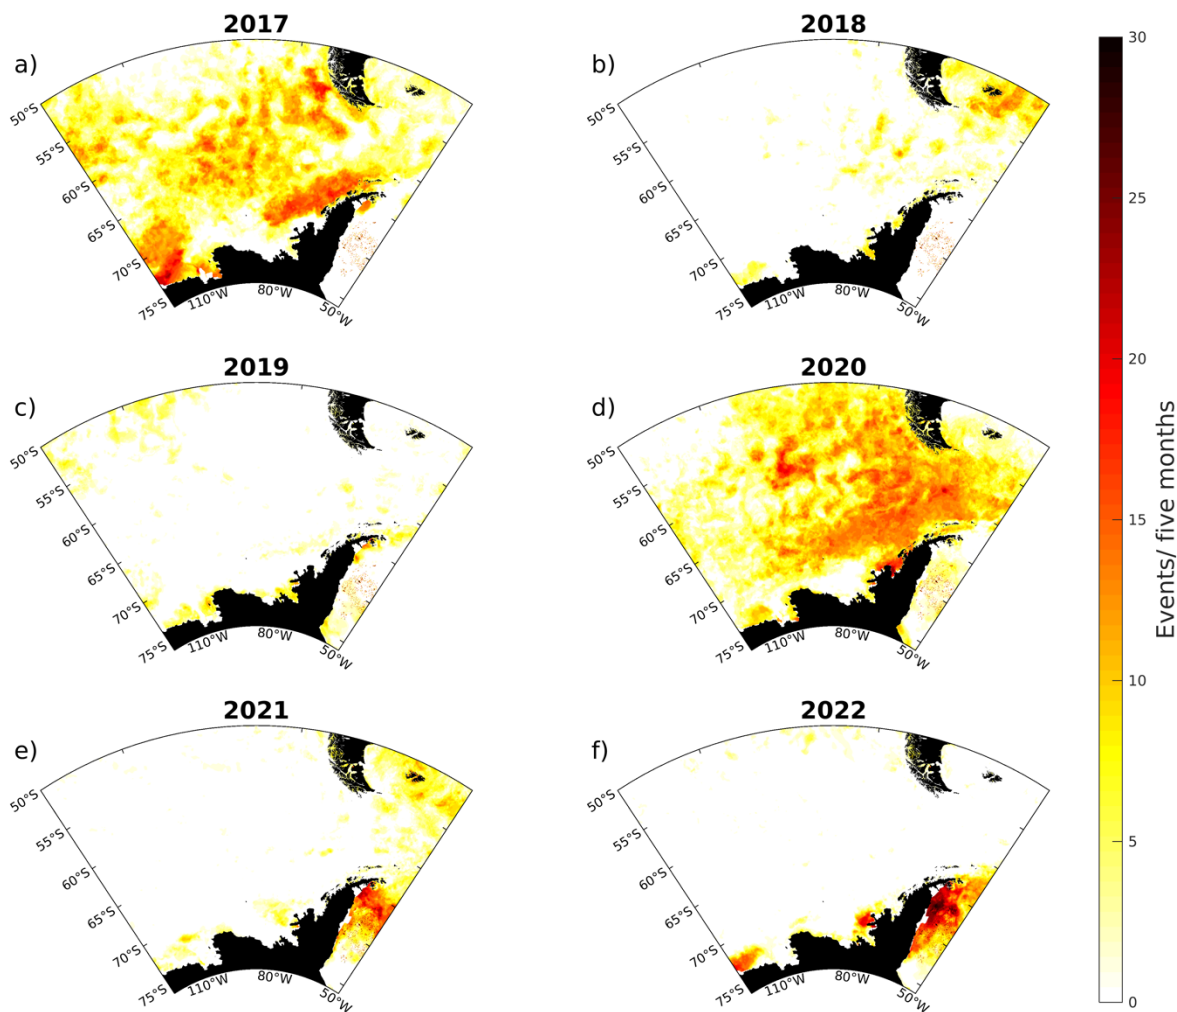 2017
2018
a)
b)
50°S
55°S
60°S
65°S
70°S
75°S
110°W
80°W
50°W
50°S
55°S
60°S
65°S
70°S
75°S
110°W
80°W
50°W
2019
2020
c)
d)
50°S
55°S
60°S
65°S
70°S
75°S
110°W
80°W
50°W
50°S
55°S
60°S
65°S
70°S
75°S
110°W
80°W
50°W
2021
2022
e)
f)
50°S
55°S
60°S
65°S
70°S
75°S
110°W
80°W
50°W
50°S
55°S
60°S
65°S
70°S
75°S
110°W
80°W
50°W
30
25
20
15
10
5
0
Events/ five months